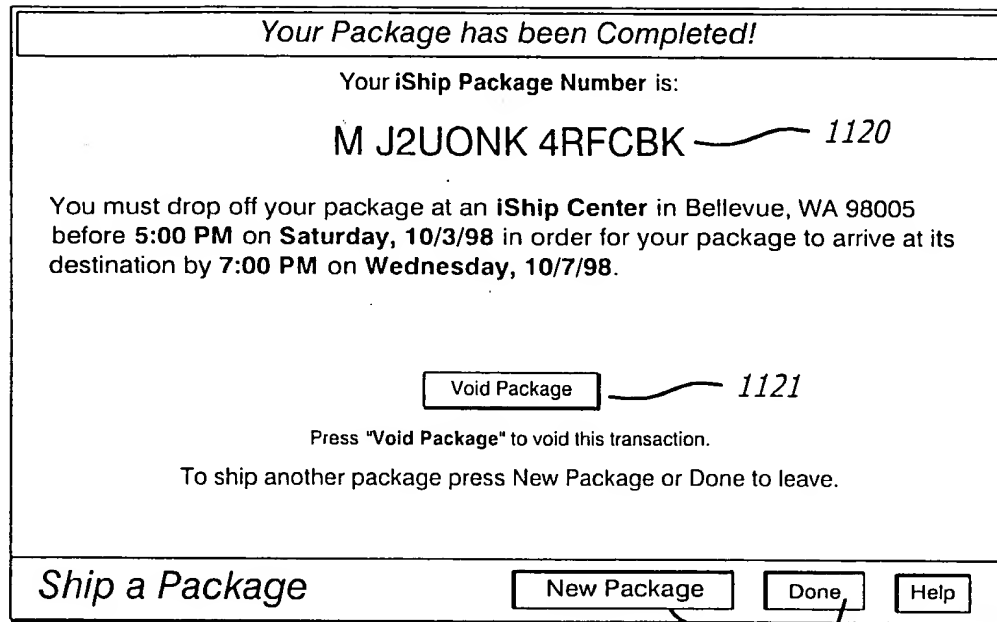 Your Package has been Completed!
Your iShip Package Number is:
M J2UONK 4RFCBK 1120
You must drop off your package at an iShip Center in Bellevue, WA 98005
before 5:00 PM on Saturday, 10/3/98 in order for your package to arrive at its
destination by 7:00 PM on Wednesday, 10/7/98.
Void Package 1121
Press "Void Package" to void this transaction.
To ship another package press New Package or Done to leave.
Ship a Package New Package Done Help